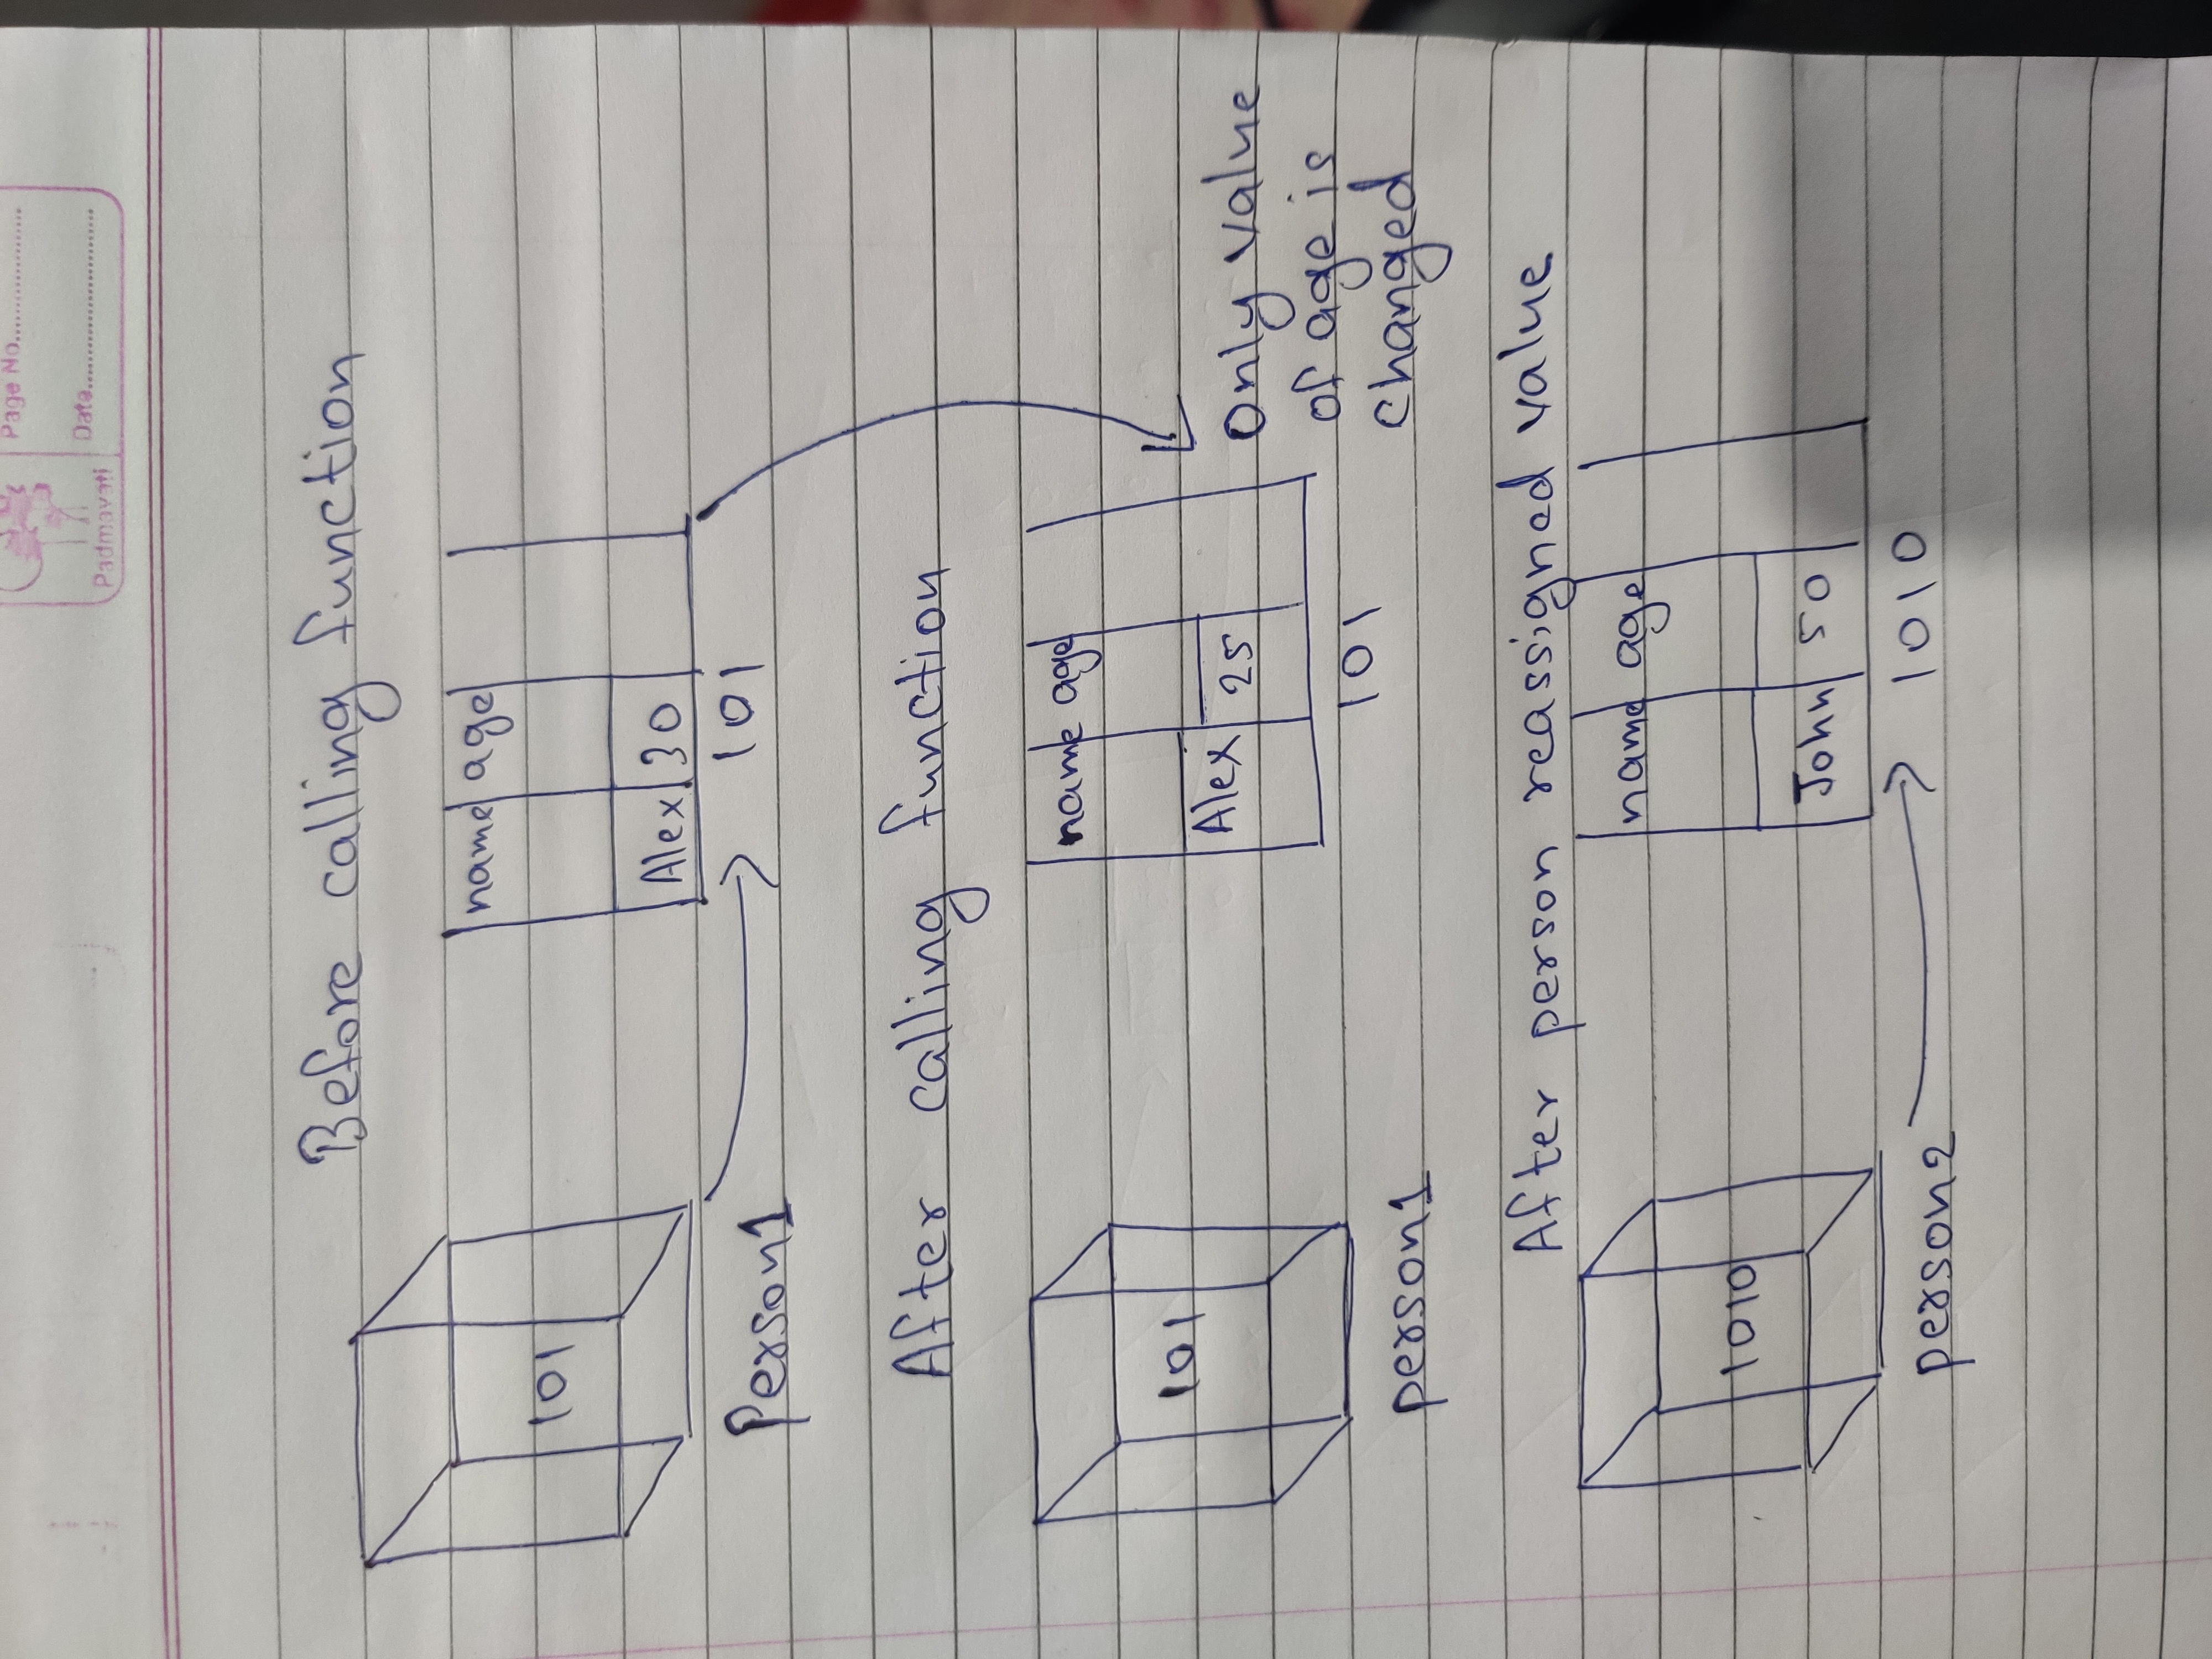 Page No.....................
Date..............................
Padmavati
Before calling function
name age
101
Alex 30
101
Person1
After calling function
name age
101
Alex 25
Only value
of age is
changed
101
person1
After person reassigned value
name age
1010
John 50
1010
person2